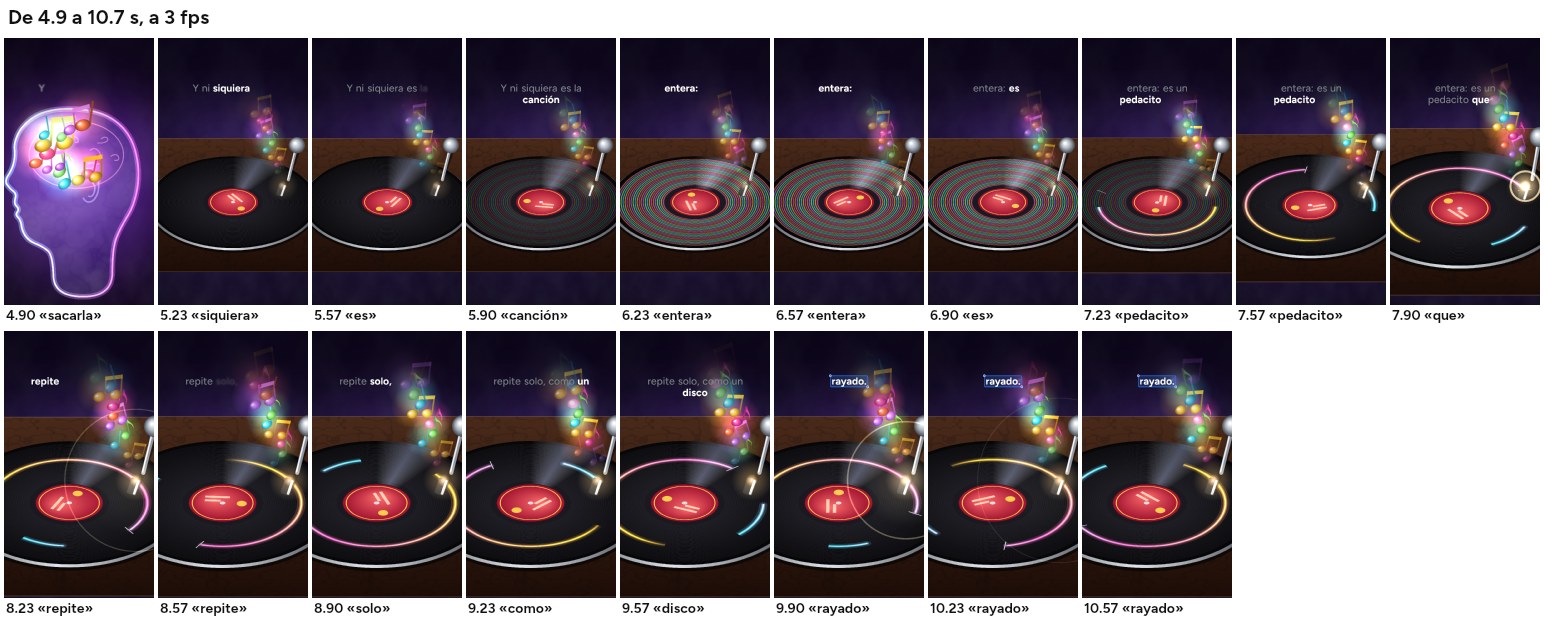 De 4.9 a 10.7 s, a 3 fps
Y
Y ni siquiera
Y ni siquiera es la
Y ni siquiera es la
canción
entera:
entera:
entera: es
entera: es un
pedacito
entera: es un
pedacito
entera: es un
pedacito que
4.90 «sacarla»
5.23 «siquiera»
5.57 «es»
5.90 «canción»
6.23 «entera»
6.57 «entera»
6.90 «es»
7.23 «pedacito»
7.57 «pedacito»
7.90 «que»
repite
repite solo,
repite solo,
repite solo, como un
repite solo, como un
disco
rayado.
rayado.
rayado.
8.23 «repite»
8.57 «repite»
8.90 «solo»
9.23 «como»
9.57 «disco»
9.90 «rayado»
10.23 «rayado»
10.57 «rayado»